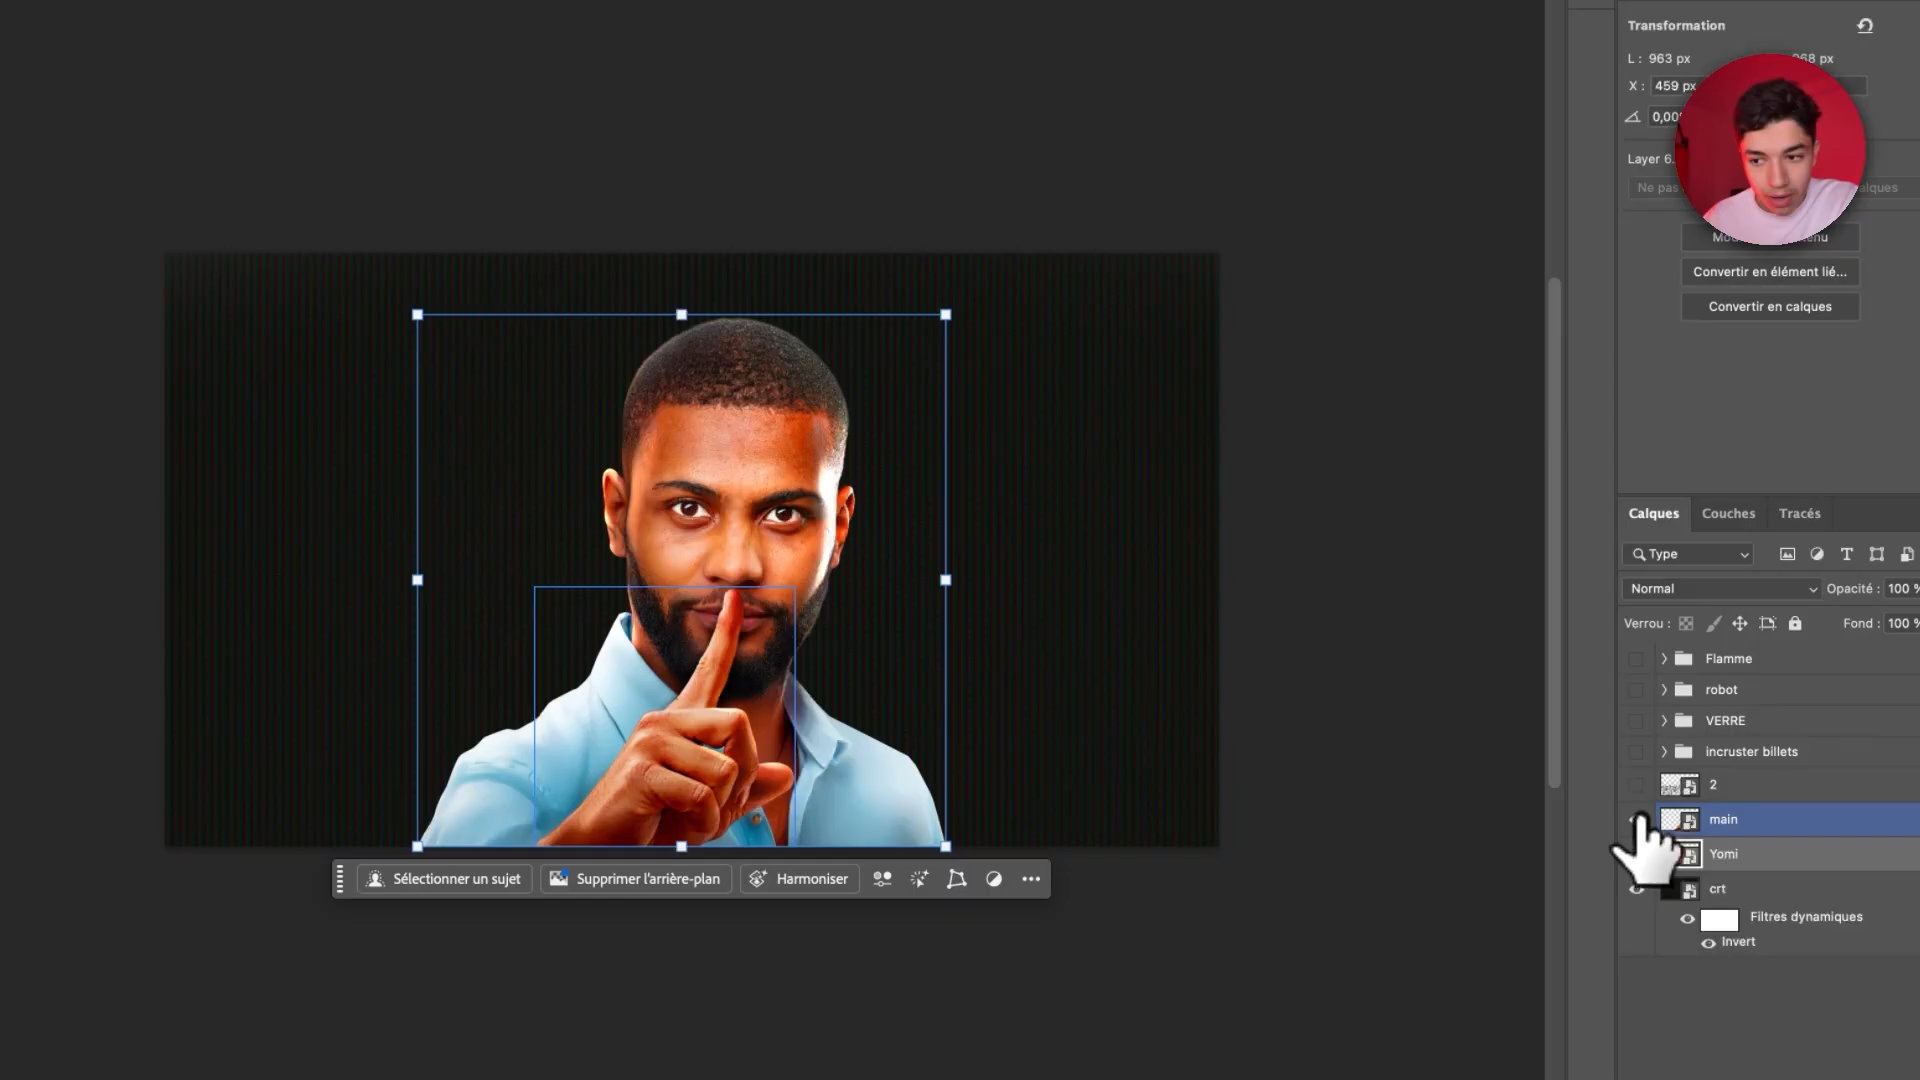 Transformation
L : 963 px
X : 459 px
Layer 6.
Ne pas
Convertir en élément lié...
Convertir en calques
Calques Couches Tracés
Type
Normal Opacité : 100 %
Verrou : Fond : 100 %
Flamme
robot
VERRE
incruster billets
2
main
Yomi
crt
Filtres dynamiques
Invert
Sélectionner un sujet Supprimer l'arrière-plan Harmoniser